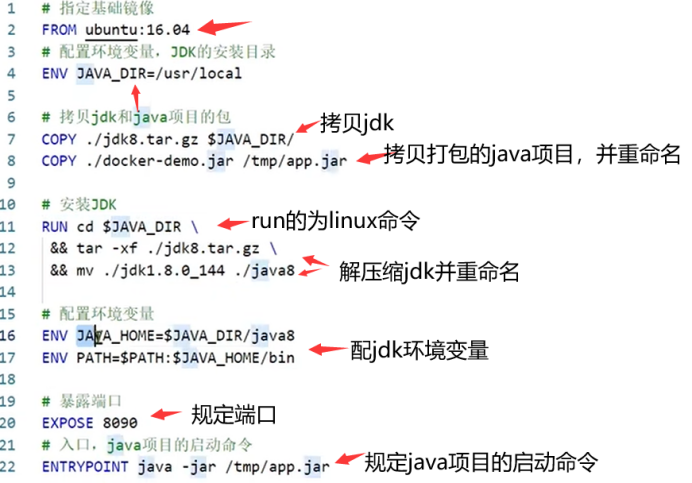 1 # 指定基础镜像
2 FROM ubuntu:16.04
3 # 配置环境变量，JDK的安装目录
4 ENV JAVA_DIR=/usr/local
5
6 # 拷贝jdk和java项目的包
7 COPY ./jdk8.tar.gz $JAVA_DIR/ 拷贝jdk
8 COPY ./docker-demo.jar /tmp/app.jar 拷贝打包的java项目，并重命名
9
10 # 安装JDK
11 RUN cd $JAVA_DIR \ run的为linux命令
12 && tar -xf ./jdk8.tar.gz \
13 && mv ./jdk1.8.0_144 ./java8 解压缩jdk并重命名
14
15 # 配置环境变量
16 ENV JAVA_HOME=$JAVA_DIR/java8
17 ENV PATH=$PATH:$JAVA_HOME/bin 配jdk环境变量
18
19 # 暴露端口
20 EXPOSE 8090 规定端口
21 # 入口，java项目的启动命令
22 ENTRYPOINT java -jar /tmp/app.jar 规定java项目的启动命令